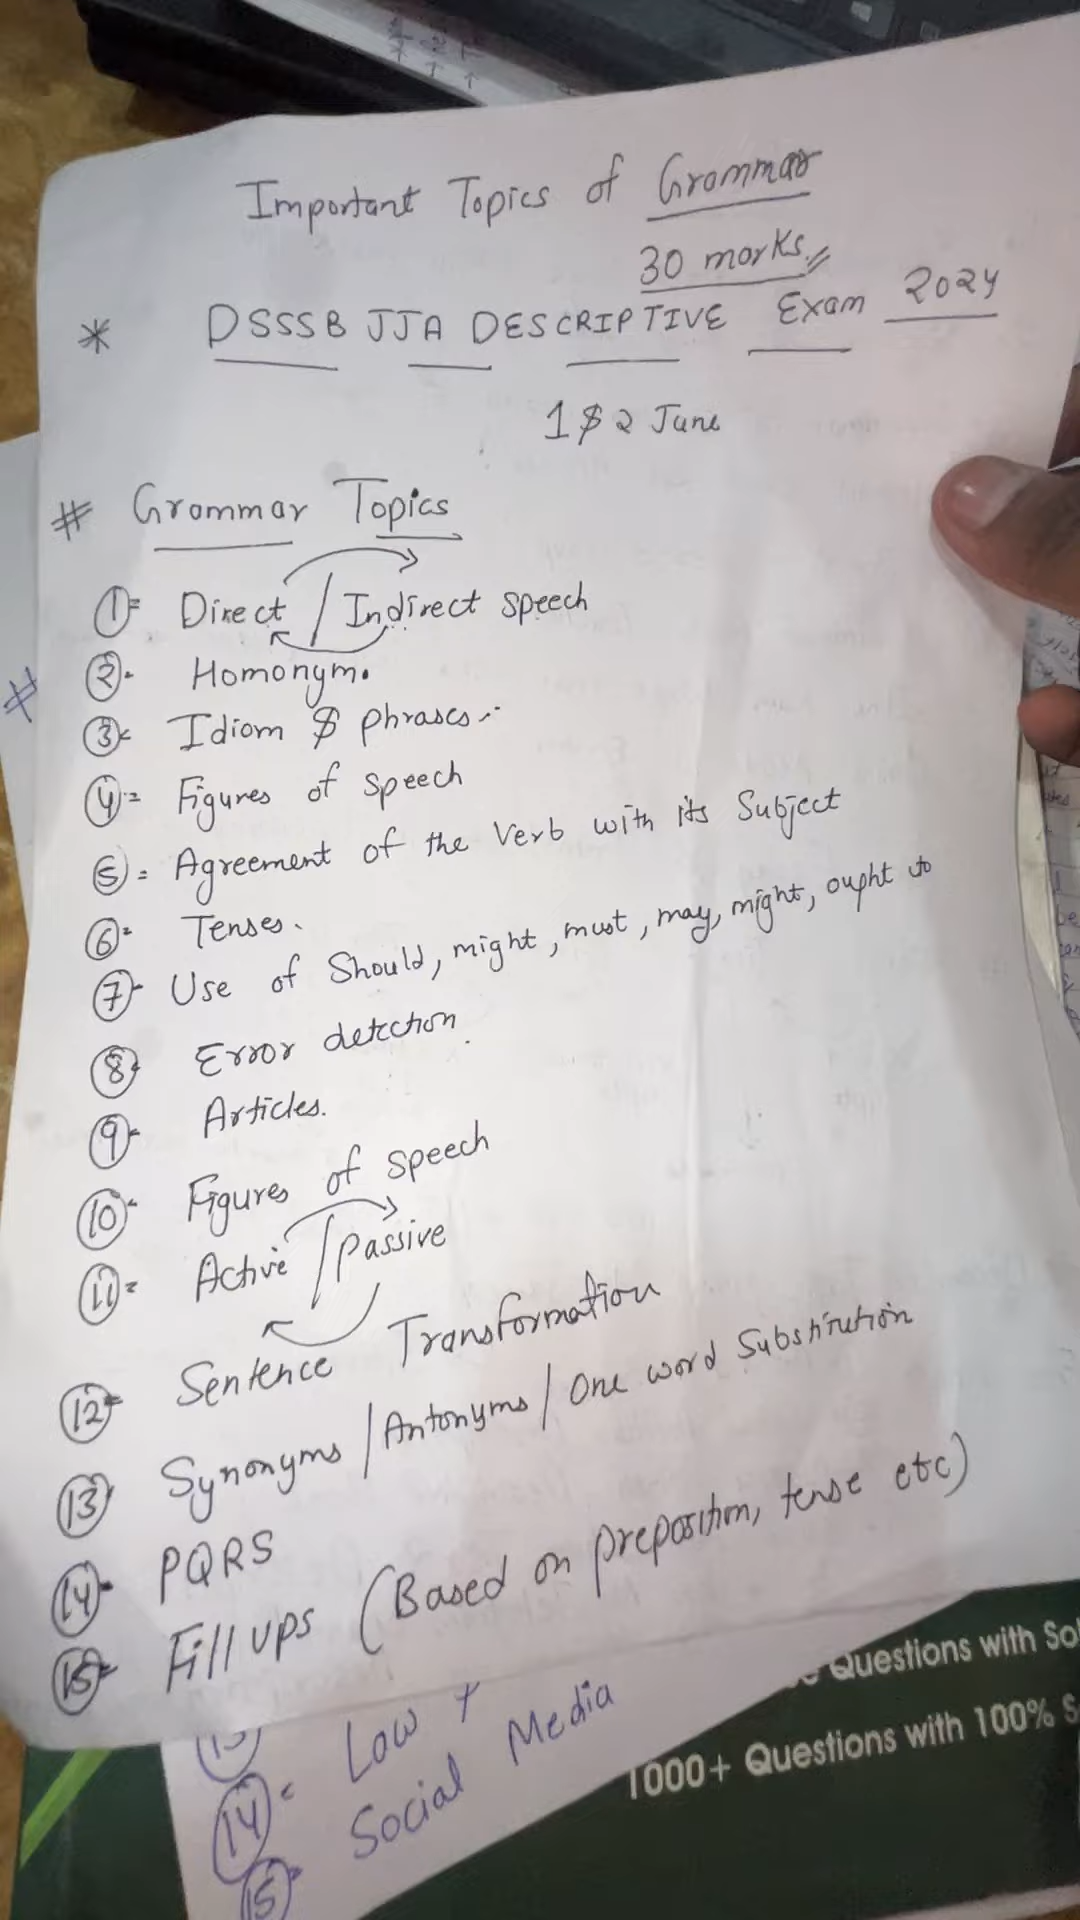 Important Topics of Grammar
30 marks
* DSSSB JJA DESCRIPTIVE Exam 2024
1 $ 2 June
# Grammar Topics
1 Direct / Indirect speech
2 Homonym.
#
3 Idiom $ phrases
4 Figures of speech
5 Agreement of the Verb with its Subject
6 Tenses.
7 Use of Should, might, must, may, might, ought to
8 Error detection
9 Articles.
10 Figures of speech
11 Active / Passive
12 Sentence Transformation
13 Synonyms / Antonyms / One word Substitution
14 PQRS
15 Fill ups (Based on preposition, tense etc)
Questions with Sol
1000+ Questions with 100% S
13
14 Low
15 Social Media